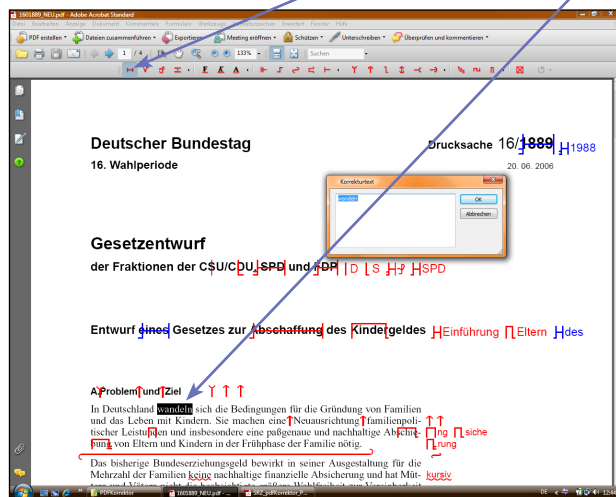 1601889_NEU.pdf - Adobe Acrobat Standard
Datei Bearbeiten Anzeige Dokument Kommentare Formulare Werkzeuge Erweitert Fenster Hilfe
PDF erstellen Dateien zusammenführen Exportieren Meeting eröffnen Schützen Unterschreiben Überprüfen und kommentieren
1 / 4 133% Suchen
Deutscher Bundestag
Drucksache 16/1889 1988
16. Wahlperiode
20. 06. 2006
Korrekturtext
wandeln
OK
Abbrechen
Gesetzentwurf
der Fraktionen der CSU/CDU, SPD und FDP D S SPD
Entwurf eines Gesetzes zur Abschaffung des Kindergeldes Einführung Eltern des
A.Problem und Ziel
In Deutschland wandeln sich die Bedingungen für die Gründung von Familien
und das Leben mit Kindern. Sie machen eine Neuausrichtung familienpoli-
tischer Leistunden und insbesondere eine paßgenaue und nachhaltige Abschie-
bung von Eltern und Kindern in der Frühphase der Familie nötig.
ng siche
rung
Das bisherige Bundeserziehungsgeld bewirkt in seiner Ausgestaltung für die
Mehrzahl der Familien keine nachhaltige finanzielle Absicherung und hat Müt-
kursiv
PDFKorrektor
1601889_NEU.pdf - ...
SRZ_pdfKorrektor_P...
DE